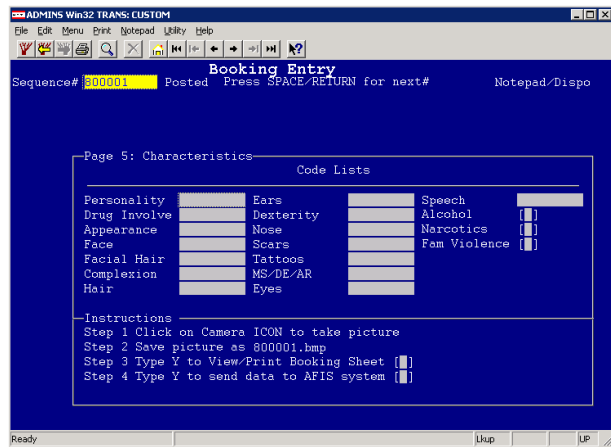 ADMINS Win32 TRANS: CUSTOM
File Edit Menu Print Notepad Utility Help
Booking Entry
Sequence# 800001 Posted Press SPACE/RETURN for next# Notepad/Dispo
Page 5: Characteristics
Code Lists
Personality Ears Speech
Drug Involve Dexterity Alcohol [ ]
Appearance Nose Narcotics [ ]
Face Scars Fam Violence [ ]
Facial Hair Tattoos
Complexion MS/DE/AR
Hair Eyes
Instructions
Step 1 Click on Camera ICON to take picture
Step 2 Save picture as 800001.bmp
Step 3 Type Y to View/Print Booking Sheet [ ]
Step 4 Type Y to send data to AFIS system [ ]
Ready Lkup UP